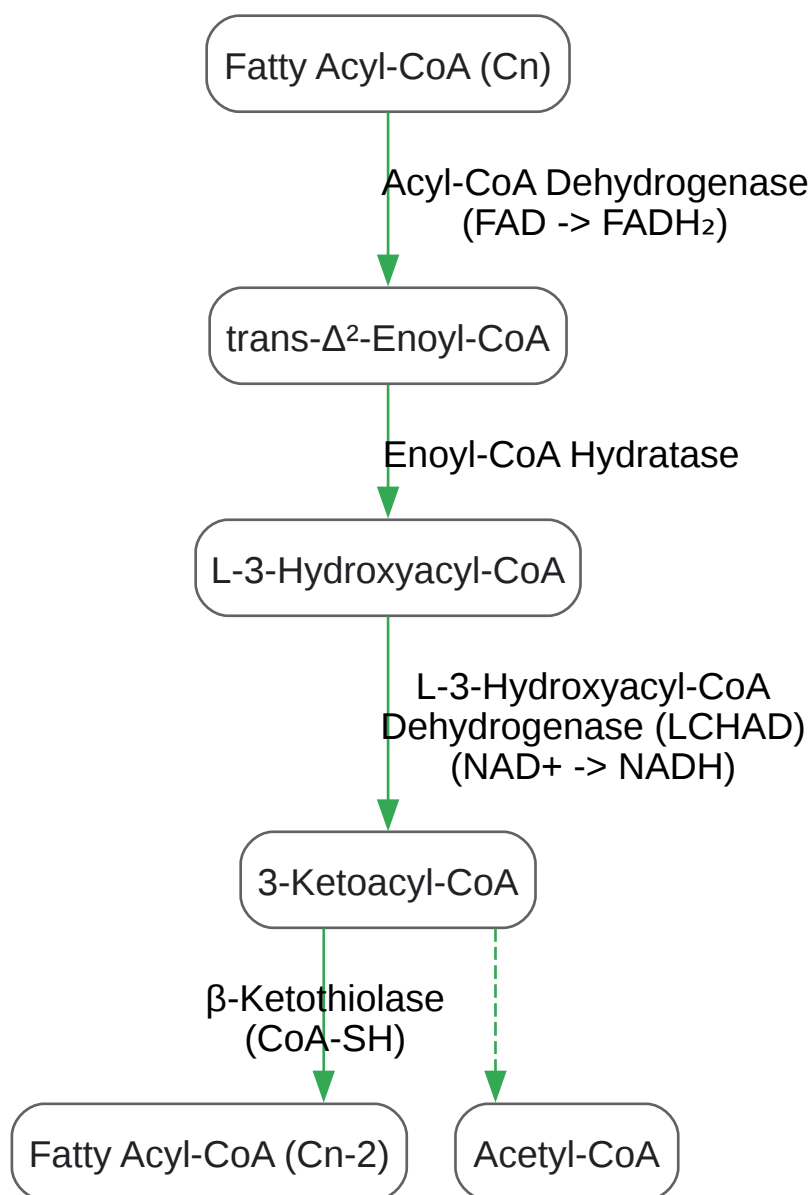 Fatty Acyl-CoA (Cn)
Acyl-CoA Dehydrogenase
(FAD -> FADH₂)
trans-Δ²-Enoyl-CoA
Enoyl-CoA Hydratase
L-3-Hydroxyacyl-CoA
L-3-Hydroxyacyl-CoA
Dehydrogenase (LCHAD)
(NAD+ -> NADH)
3-Ketoacyl-CoA
β-Ketothiolase
(CoA-SH)
Fatty Acyl-CoA (Cn-2)
Acetyl-CoA